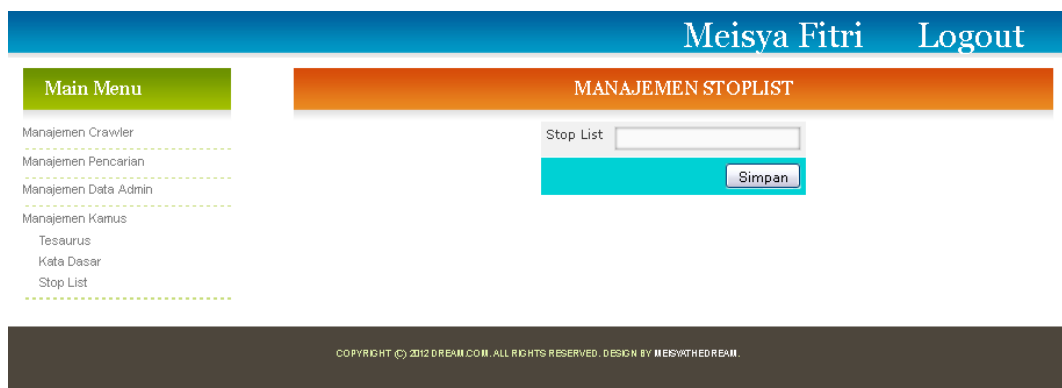 Meisya Fitri Logout
Main Menu
Manajemen Crawler
Manajemen Pencarian
Manajemen Data Admin
Manajemen Kamus
Tesaurus
Kata Dasar
Stop List
MANAJEMEN STOPLIST
Stop List
Simpan
COPYRIGHT (C) 2012 DREAM.COM. ALL RIGHTS RESERVED. DESIGN BY MEISYATHEDREAM.